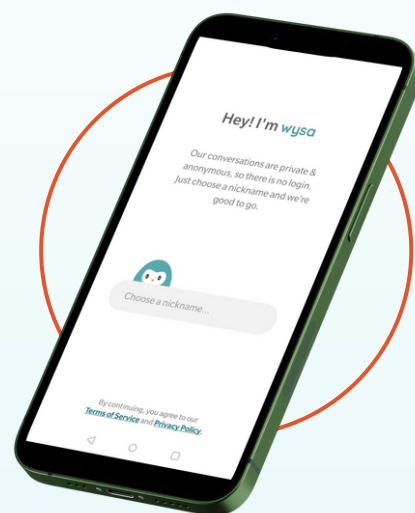 Hey! I'm wysa
Our conversations are private &
anonymous, so there is no login.
Just choose a nickname and we're
good to go.
Choose a nickname...
By continuing, you agree to our
Terms of Service and Privacy Policy.